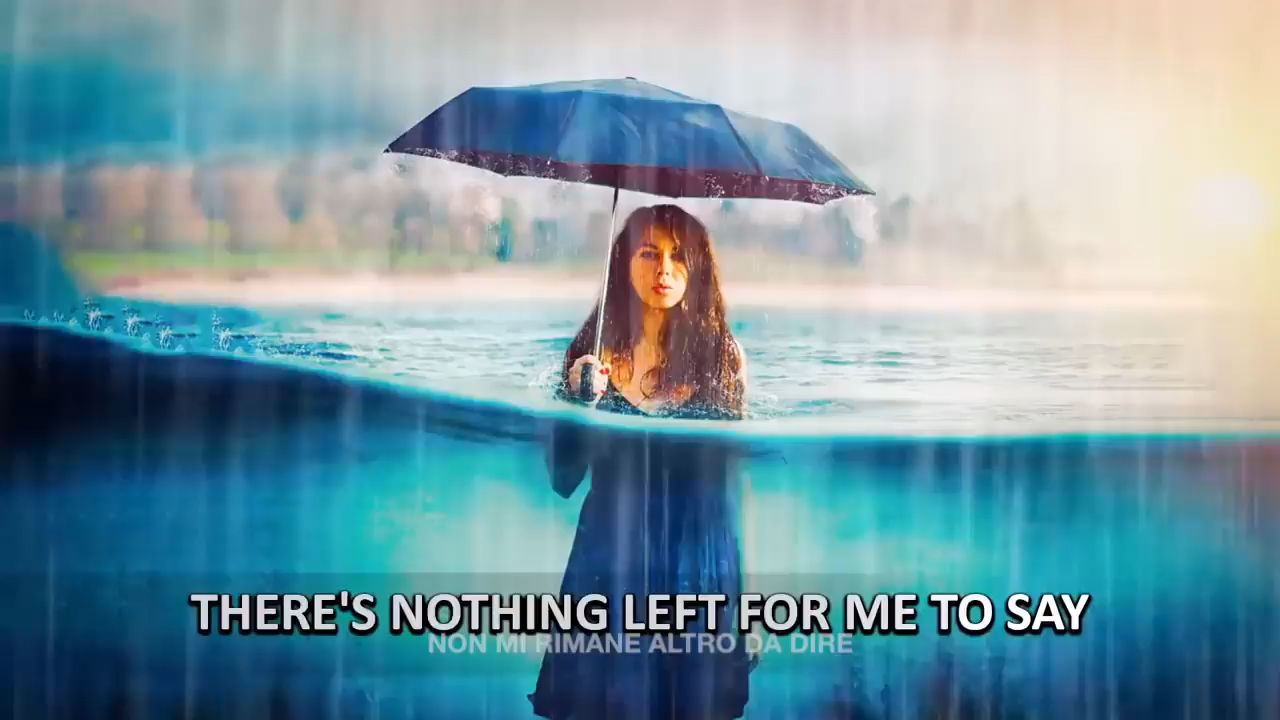 THERE'S NOTHING LEFT FOR ME TO SAY
NON MI RIMANE ALTRO DA DIRE